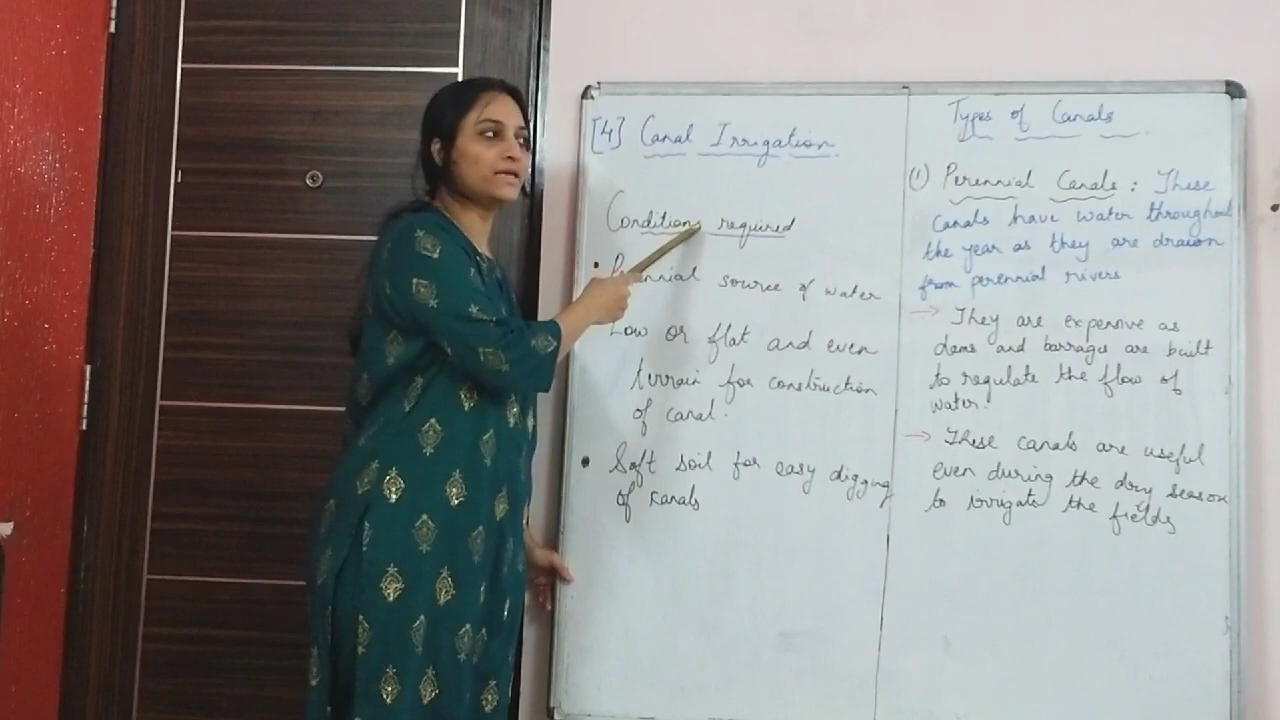 [4] Canal Irrigation
Conditions required
• Perennial source of water
Low or flat and even
terrain for construction
of canal.
• Soft soil for easy digging
of canals
Types of Canals
(1) Perennial Canals : These
canals have water throughout
the year as they are drawn
from perennial rivers
→ They are expensive as
dams and barrages are built
to regulate the flow of
water.
→ These canals are useful
even during the dry season
to irrigate the fields